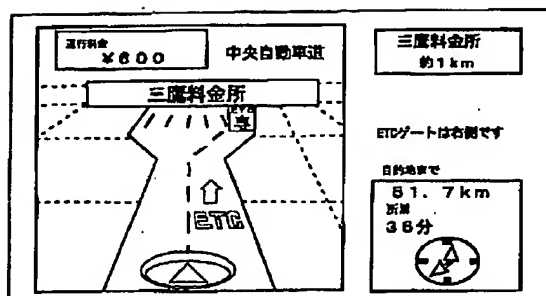 通行料金
¥600
中央自動車道
三鷹料金所
ETC
専
ETC
三鷹料金所
約1km
ETCゲートは右側です
目的地まで
51.7km
所用
36分